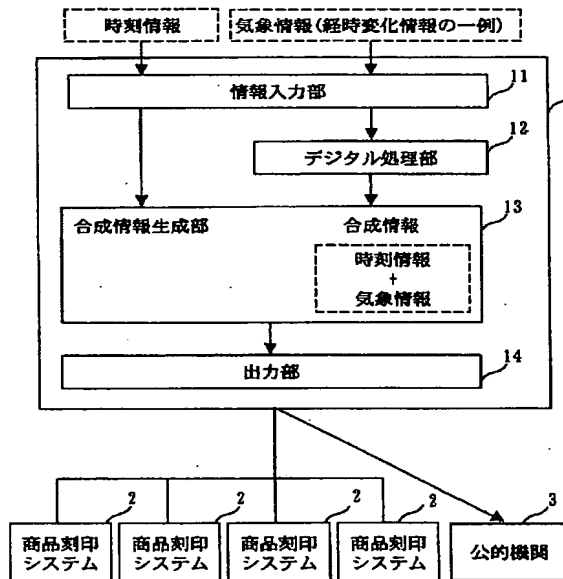 時刻情報
気象情報(経時変化情報の一例)
情報入力部
11
12
デジタル処理部
13
合成情報生成部
合成情報
時刻情報
+
気象情報
出力部
14
2
2
2
2
3
商品刻印
システム
商品刻印
システム
商品刻印
システム
商品刻印
システム
公的機関